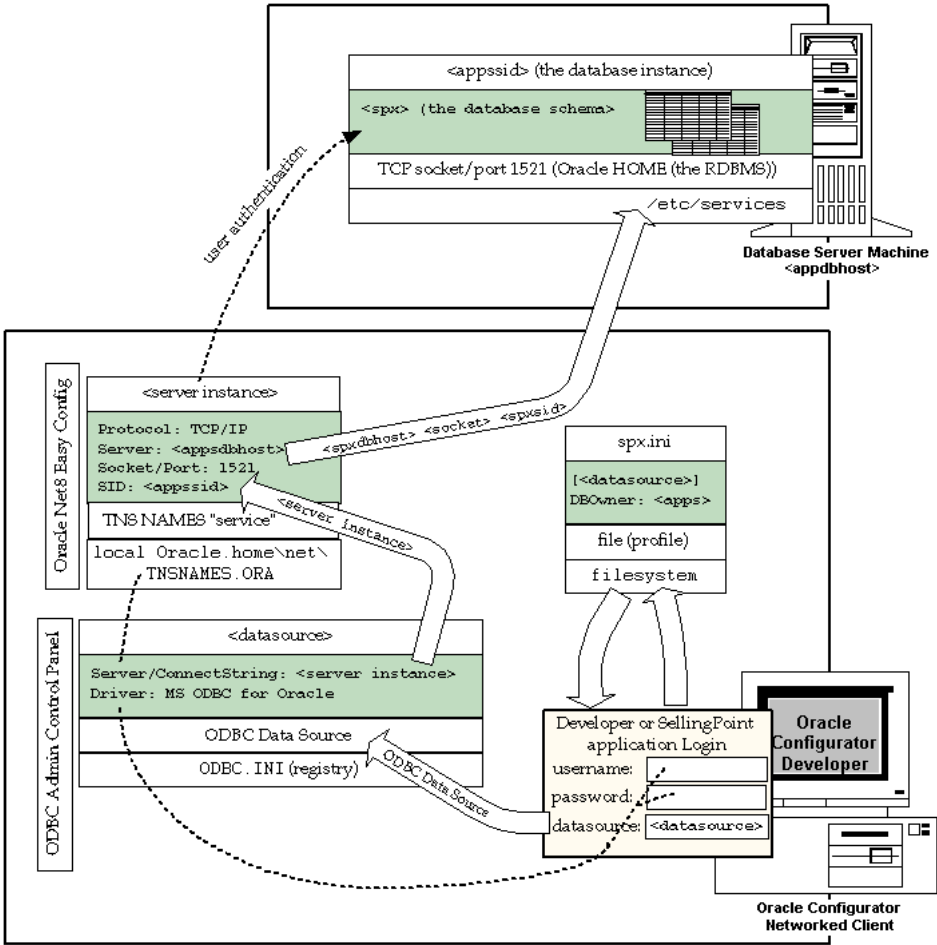 <appssid> (the database instance)
<spx> (the database schema>
TCP socket/port 1521 (Oracle HOME (the RDBMS))
/etc/services
Database Server Machine
<appdbhost>
user authentication
Oracle Net8 Easy Config
<server instance>
Protocol: TCP/IP
Server: <appsdbhost>
Socket/Port: 1521
SID: <appssid>
TNS NAMES "service"
local Oracle.home\net\
TNSNAMES.ORA
<spxdbhost> <socket> <spxsid>
<server instance>
spx.ini
[<datasource>]
DBOwner: <apps>
file (profile)
filesystem
ODBC Admin Control Panel
<datasource>
Server/ConnectString: <server instance>
Driver: MS ODBC for Oracle
ODBC Data Source
ODBC.INI (registry)
ODBC Data Source
Developer or SellingPoint
application Login
username:
password:
datasource: <datasource>
Oracle
Configurator
Developer
Oracle Configurator
Networked Client